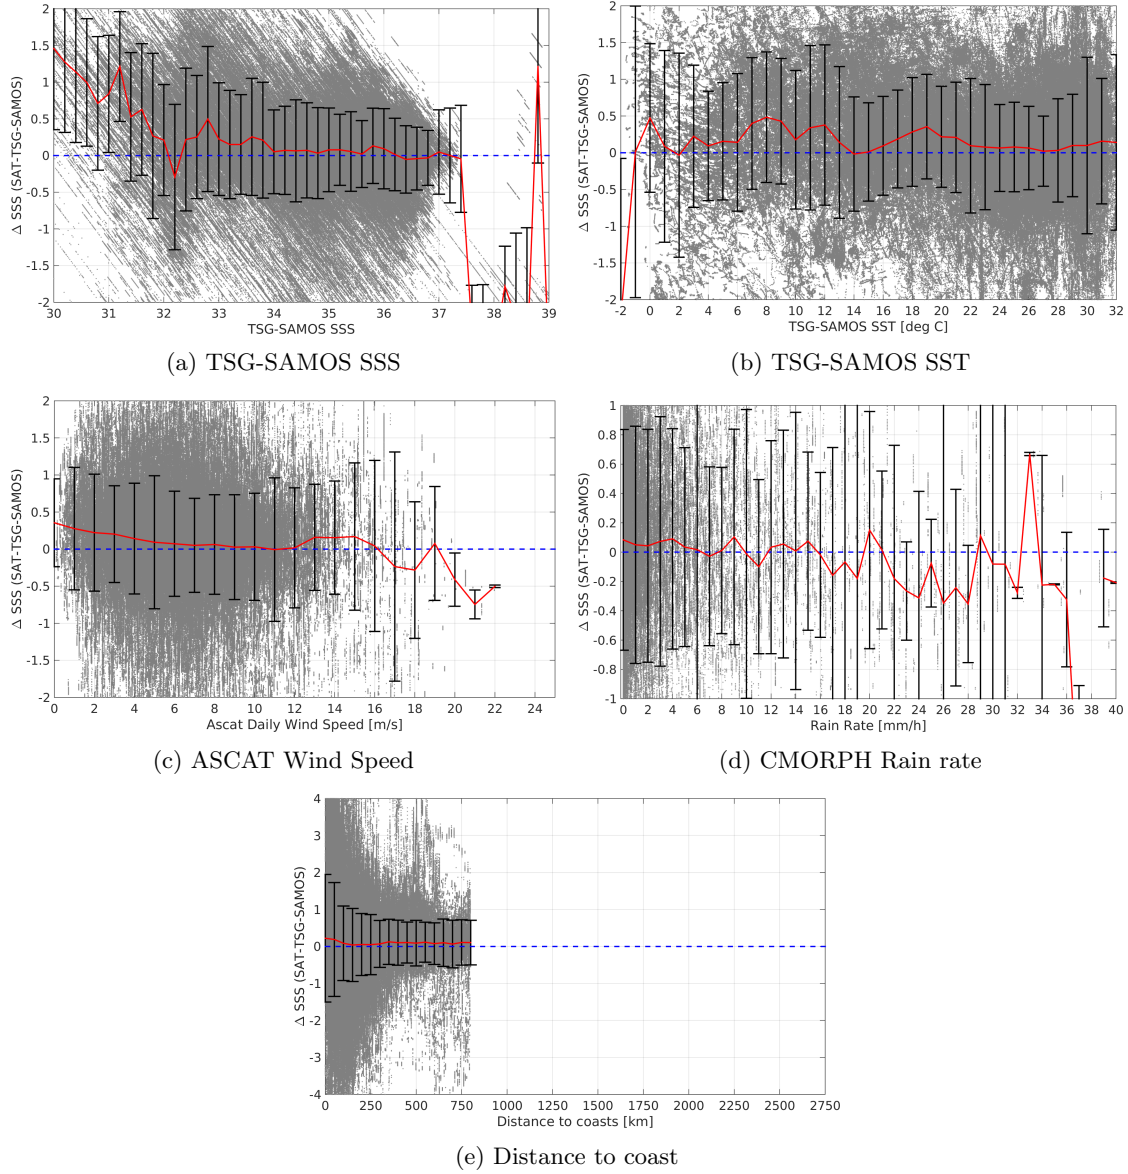 2
1.5
1
0.5
0
-0.5
-1
-1.5
-2
Δ SSS (SAT-TSG-SAMOS)
30 31 32 33 34 35 36 37 38 39
TSG-SAMOS SSS
(a) TSG-SAMOS SSS
2
1.5
1
0.5
0
-0.5
-1
-1.5
-2
Δ SSS (SAT-TSG-SAMOS)
-2 0 2 4 6 8 10 12 14 16 18 20 22 24 26 28 30 32
TSG-SAMOS SST [deg C]
(b) TSG-SAMOS SST
2
1.5
1
0.5
0
-0.5
-1
-1.5
-2
Δ SSS (SAT-TSG-SAMOS)
0 2 4 6 8 10 12 14 16 18 20 22 24
Ascat Daily Wind Speed [m/s]
(c) ASCAT Wind Speed
1
0.8
0.6
0.4
0.2
0
-0.2
-0.4
-0.6
-0.8
-1
Δ SSS (SAT-TSG-SAMOS)
0 2 4 6 8 10 12 14 16 18 20 22 24 26 28 30 32 34 36 38 40
Rain Rate [mm/h]
(d) CMORPH Rain rate
4
3
2
1
0
-1
-2
-3
-4
Δ SSS (SAT-TSG-SAMOS)
0 250 500 750 1000 1250 1500 1750 2000 2250 2500 2750
Distance to coasts [km]
(e) Distance to coast